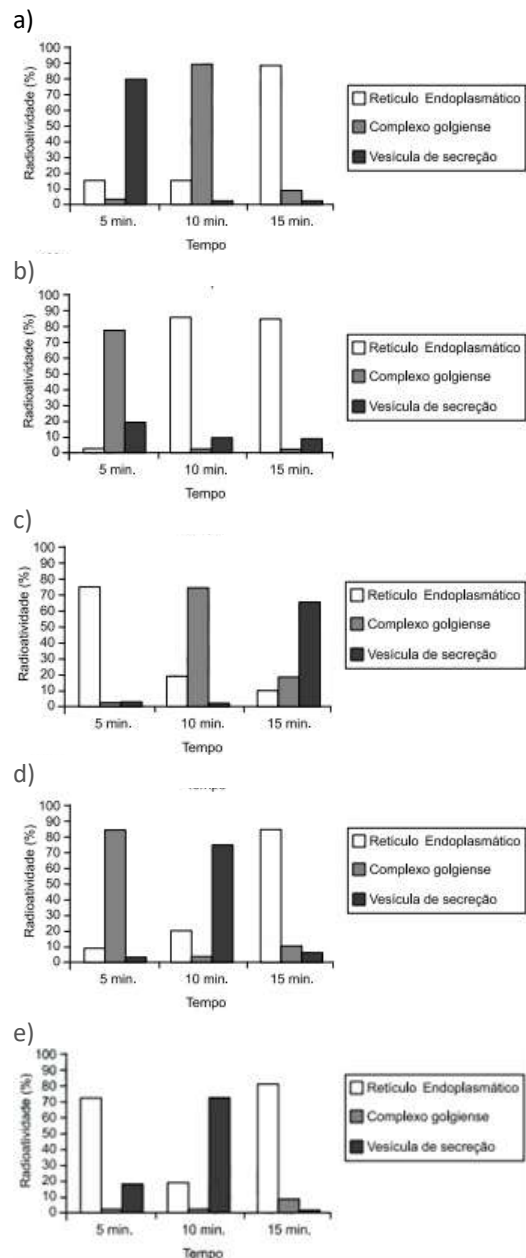 a)
Radioatividade (%)
100
90
80
70
60
50
40
30
20
10
0
5 min.
10 min.
15 min.
Tempo
Retículo Endoplasmático
Complexo golgiense
Vesícula de secreção
b)
Radioatividade (%)
100
90
80
70
60
50
40
30
20
10
0
5 min.
10 min.
15 min.
Tempo
Retículo Endoplasmático
Complexo golgiense
Vesícula de secreção
c)
Radioatividade (%)
100
90
80
70
60
50
40
30
20
10
0
5 min.
10 min.
15 min.
Tempo
Retículo Endoplasmático
Complexo golgiense
Vesícula de secreção
d)
Radioatividade (%)
100
90
80
70
60
50
40
30
20
10
0
5 min.
10 min.
15 min.
Tempo
Retículo Endoplasmático
Complexo golgiense
Vesícula de secreção
e)
Radioatividade (%)
100
90
80
70
60
50
40
30
20
10
0
5 min.
10 min.
15 min.
Tempo
Retículo Endoplasmático
Complexo golgiense
Vesícula de secreção